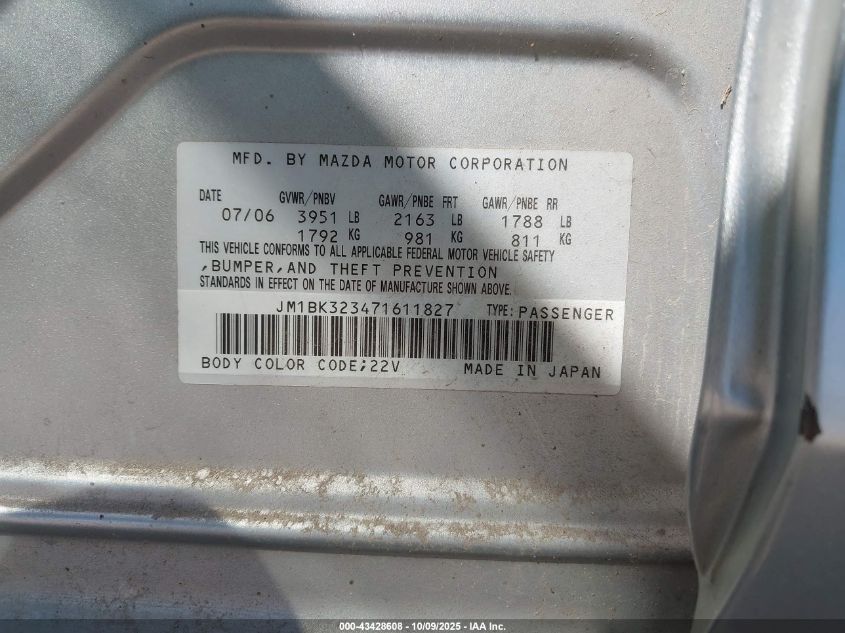 MFD. BY MAZDA MOTOR CORPORATION
DATE GVWR/PNBV GAWR/PNBE FRT GAWR/PNBE RR
07/06 3951 LB 2163 LB 1788 LB
1792 KG 981 KG 811 KG
THIS VEHICLE CONFORMS TO ALL APPLICABLE FEDERAL MOTOR VEHICLE SAFETY
,BUMPER,AND THEFT PREVENTION
STANDARDS IN EFFECT ON THE DATE OF MANUFACTURE SHOWN ABOVE.
JM1BK323471611827 TYPE: PASSENGER
BODY COLOR CODE;22V MADE IN JAPAN
000-43428608 - 10/09/2025 - IAA Inc.